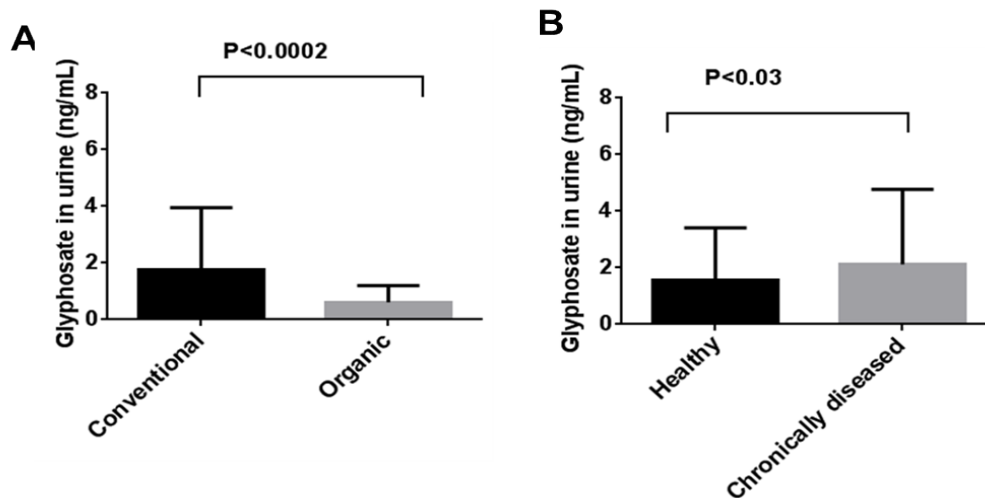 A
P<0.0002
Glyphosate in urine (ng/mL)
8
6
4
2
0
Conventional
Organic
B
P<0.03
Glyphosate in urine (ng/mL)
8
6
4
2
0
Healthy
Chronically diseased